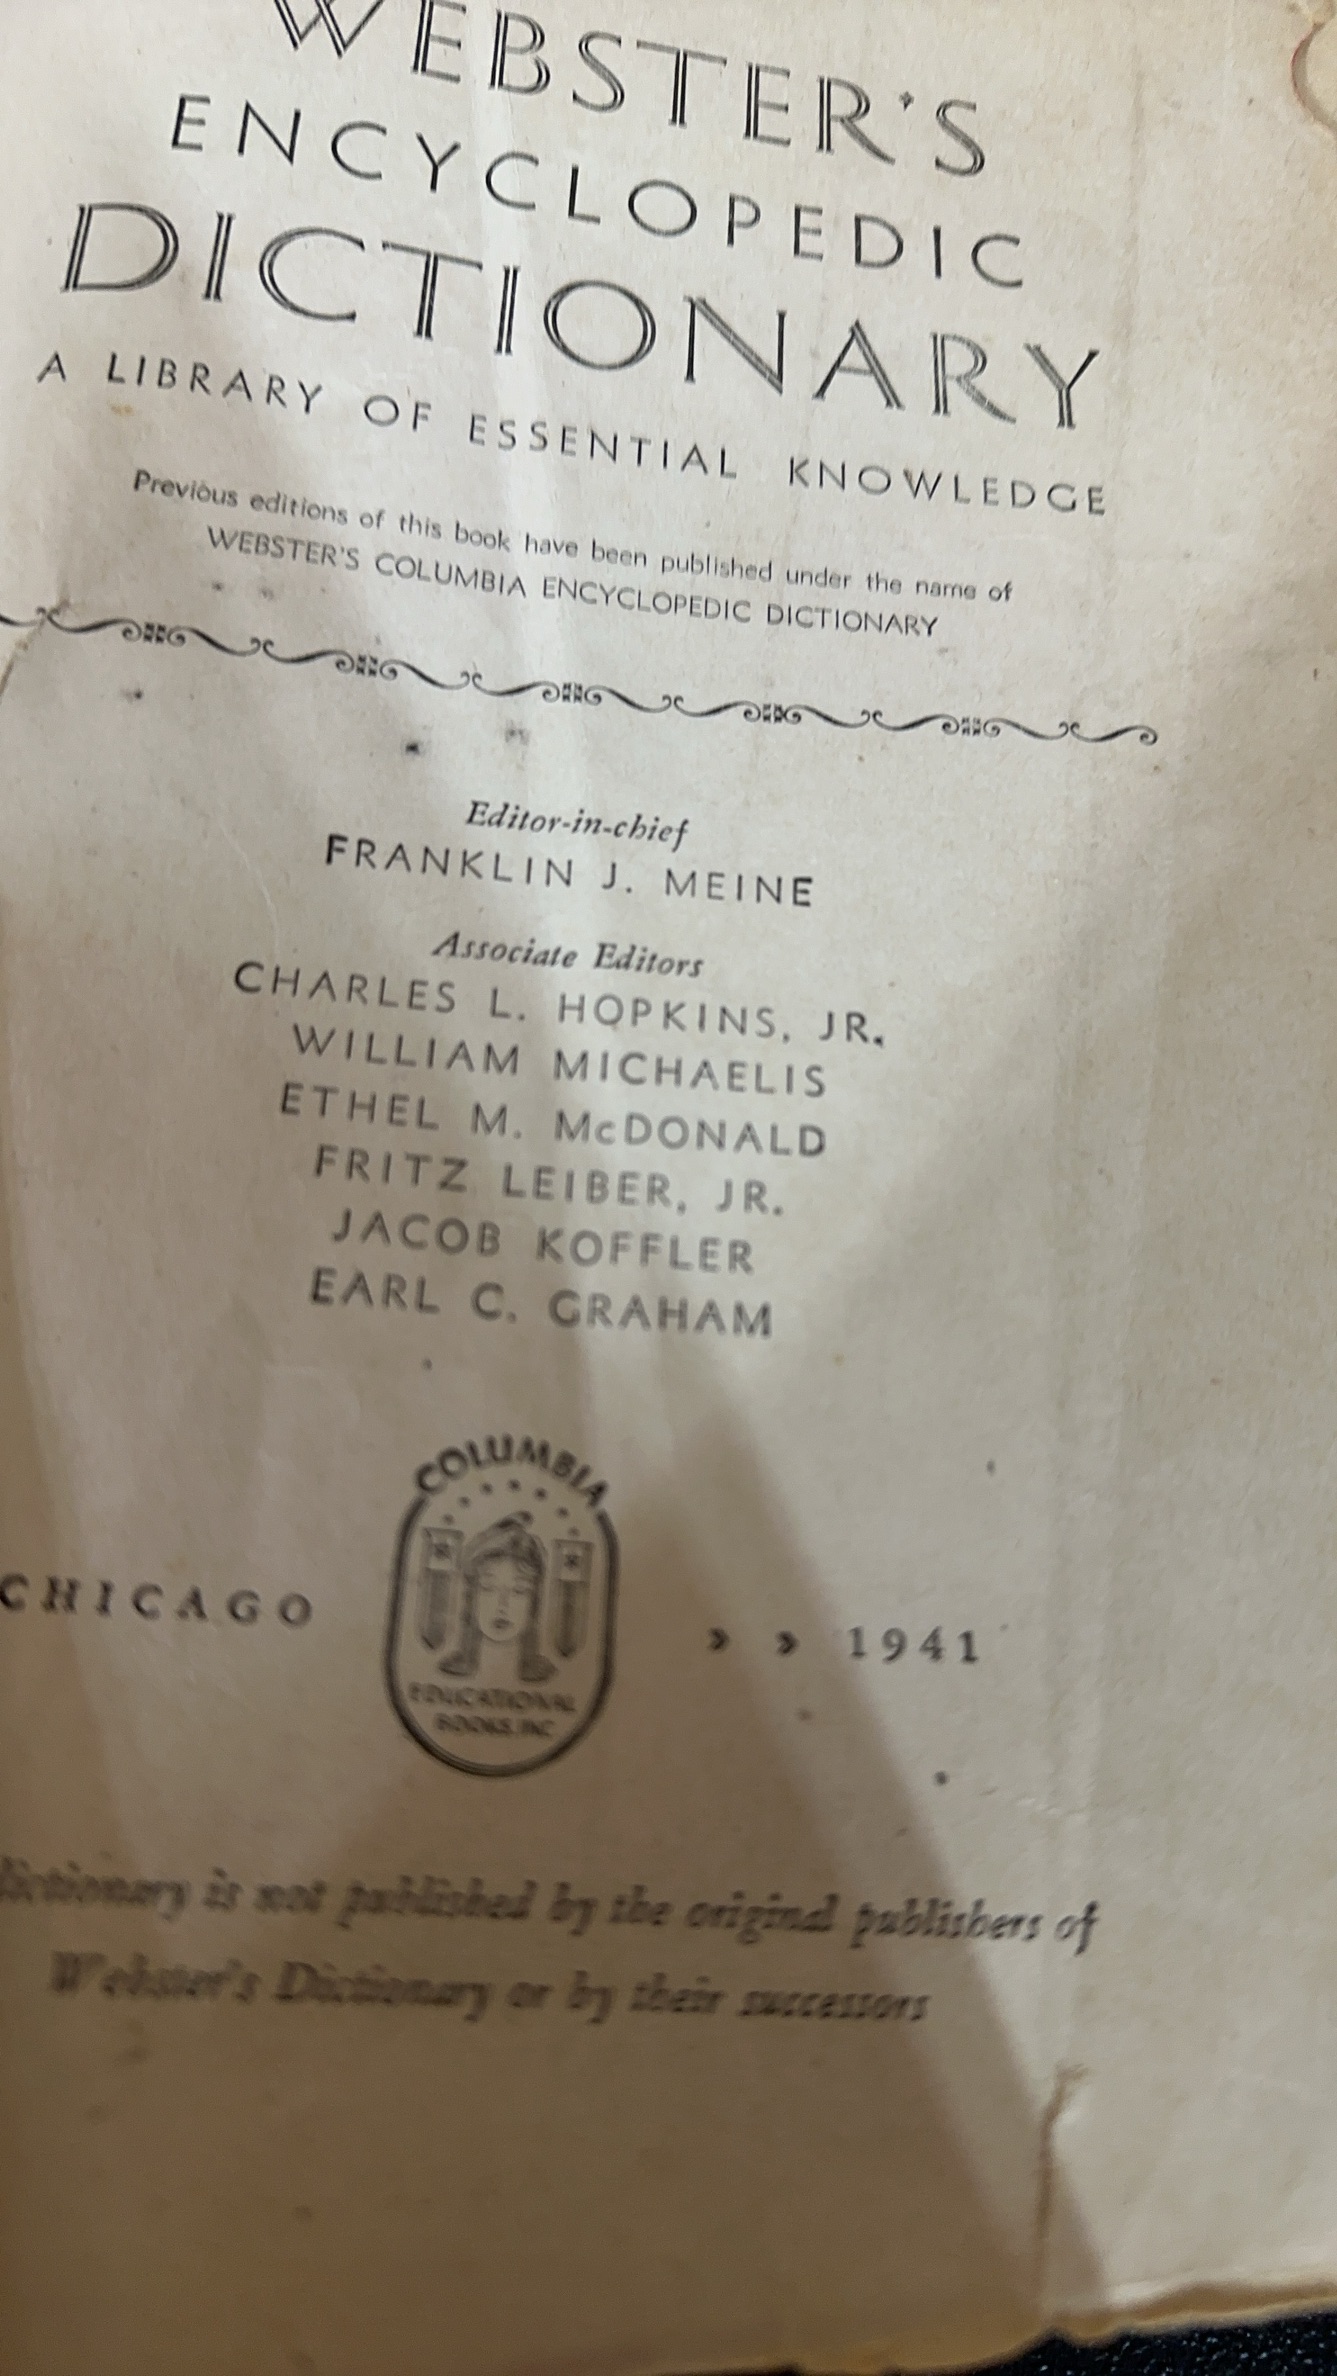 WEBSTER'S
ENCYCLOPEDIC
DICTIONARY
A LIBRARY OF ESSENTIAL KNOWLEDGE
Previous editions of this book have been published under the name of
WEBSTER'S COLUMBIA ENCYCLOPEDIC DICTIONARY
Editor-in-chief
FRANKLIN J. MEINE
Associate Editors
CHARLES L. HOPKINS, JR.
WILLIAM MICHAELIS
ETHEL M. McDONALD
FRITZ LEIBER, JR.
JACOB KOFFLER
EARL C. GRAHAM
COLUMBIA
EDUCATIONAL
BOOKS, INC
CHICAGO » » 1941
dictionary is not published by the original publishers of
Webster's Dictionary or by their successors